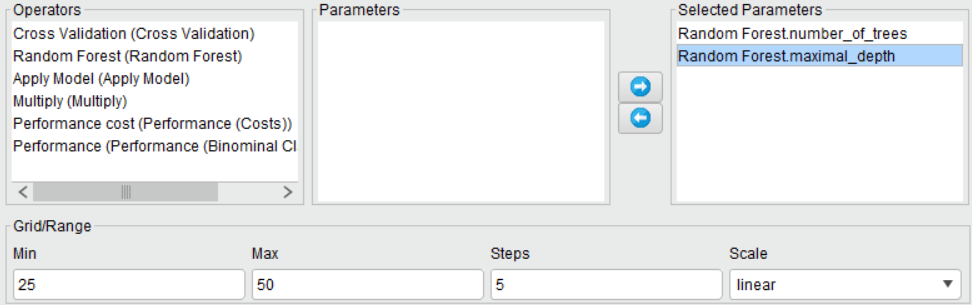 Operators
Cross Validation (Cross Validation)
Random Forest (Random Forest)
Apply Model (Apply Model)
Multiply (Multiply)
Performance cost (Performance (Costs))
Performance (Performance (Binominal Cl
Parameters
Selected Parameters
Random Forest.number_of_trees
Random Forest.maximal_depth
Grid/Range
Min Max Steps Scale
25 50 5 linear